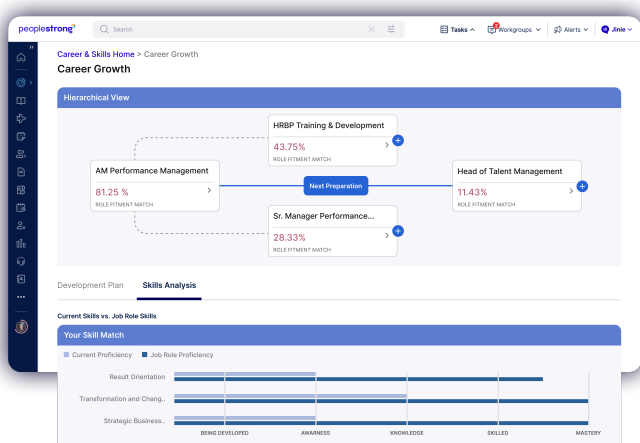 peoplestrong
Search
Tasks
2
Workgroups
Alerts
Jinie
Career & Skills Home > Career Growth
Career Growth
Hierarchical View
HRBP Training & Development
43.75%
ROLE FITMENT MATCH
AM Performance Management
81.25 %
ROLE FITMENT MATCH
Next Preparation
Head of Talent Management
11.43%
ROLE FITMENT MATCH
Sr. Manager Performance...
28.33%
ROLE FITMENT MATCH
Development Plan
Skills Analysis
Current Skills vs. Job Role Skills
Your Skill Match
Current Proficiency
Job Role Proficiency
Result Orientation
Transformation and Chang..
Strategic Business..
BEING DEVELOPED
AWARNESS
KNOWLEDGE
SKILLED
MASTERY